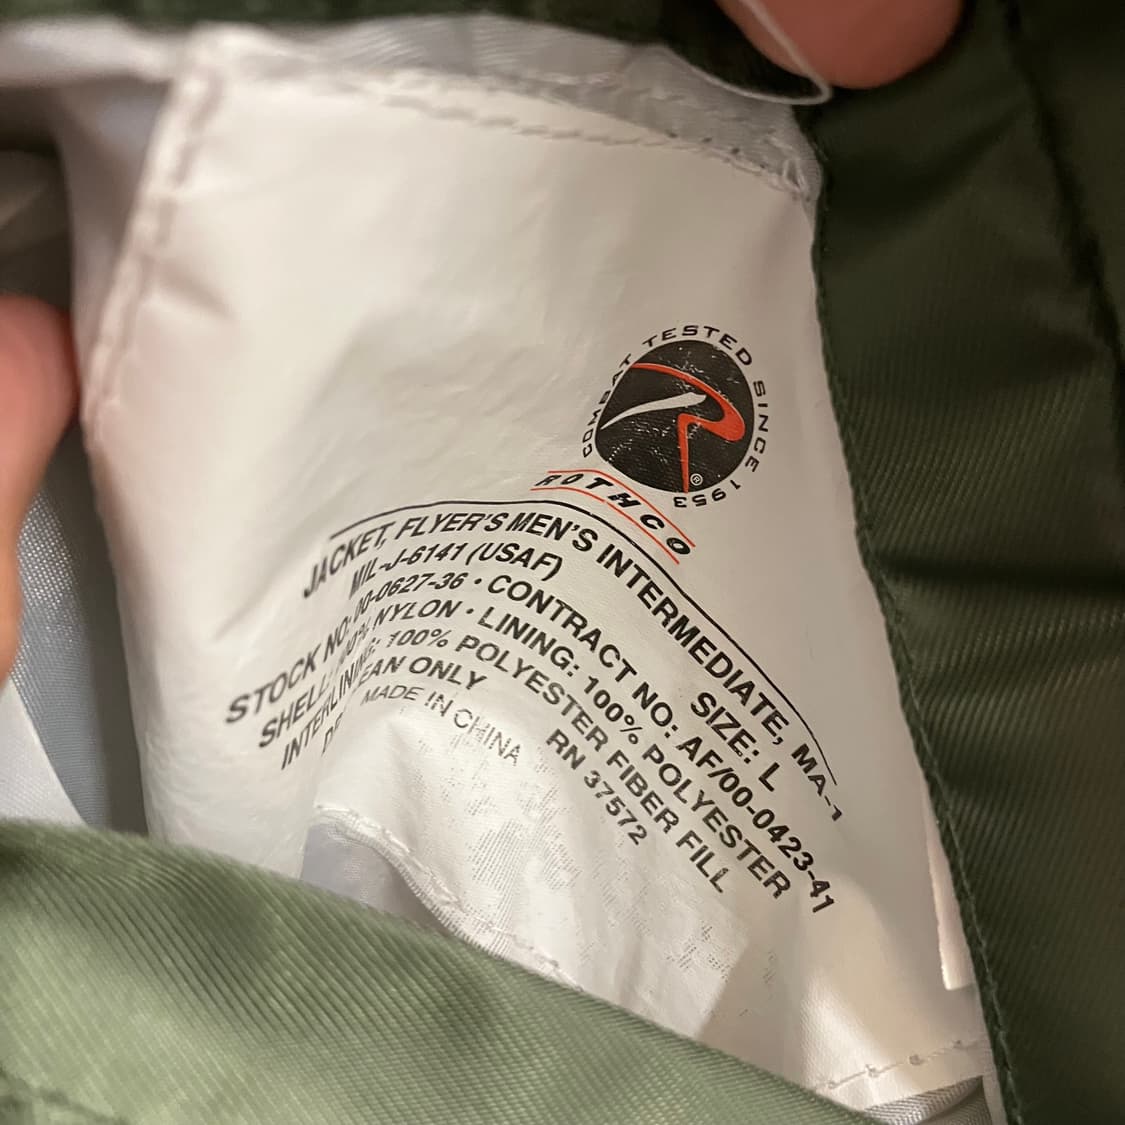 COMBAT TESTED SINCE 1953
R ®
ROTHCO
JACKET, FLYER'S MEN'S INTERMEDIATE, MA-1
MIL-J-6141 (USAF) SIZE: L
STOCK NO: 00-0627-36 · CONTRACT NO: AF/00-0423-41
SHELL: 100% NYLON · LINING: 100% POLYESTER
INTERLINING: 100% POLYESTER FIBER FILL
ONLY RN 37572
MADE IN CHINA